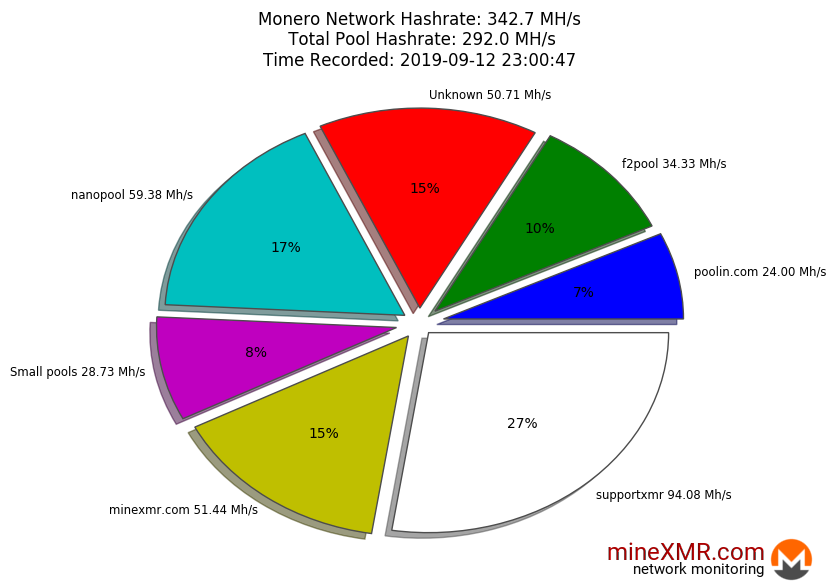 Monero Network Hashrate: 342.7 MH/s
Total Pool Hashrate: 292.0 MH/s
Time Recorded: 2019-09-12 23:00:47
Unknown 50.71 Mh/s
f2pool 34.33 Mh/s
15%
nanopool 59.38 Mh/s
10%
17%
poolin.com 24.00 Mh/s
7%
8%
Small pools 28.73 Mh/s
27%
15%
supportxmr 94.08 Mh/s
minexmr.com 51.44 Mh/s
mineXMR.com
network monitoring